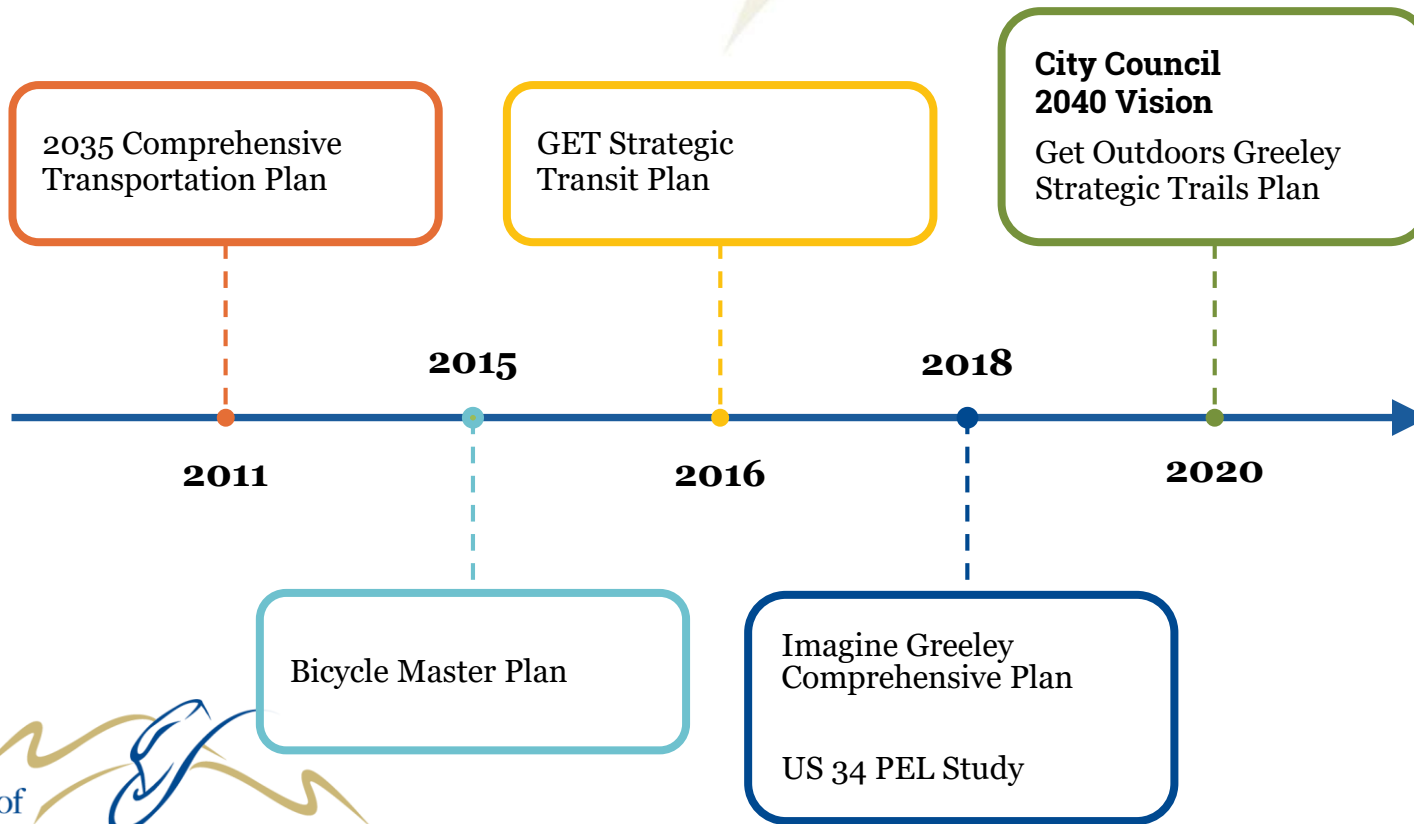 City Council
2040 Vision
Get Outdoors Greeley
Strategic Trails Plan
2035 Comprehensive
Transportation Plan
GET Strategic
Transit Plan
2015
2018
2011
2016
2020
Bicycle Master Plan
Imagine Greeley
Comprehensive Plan
US 34 PEL Study
of